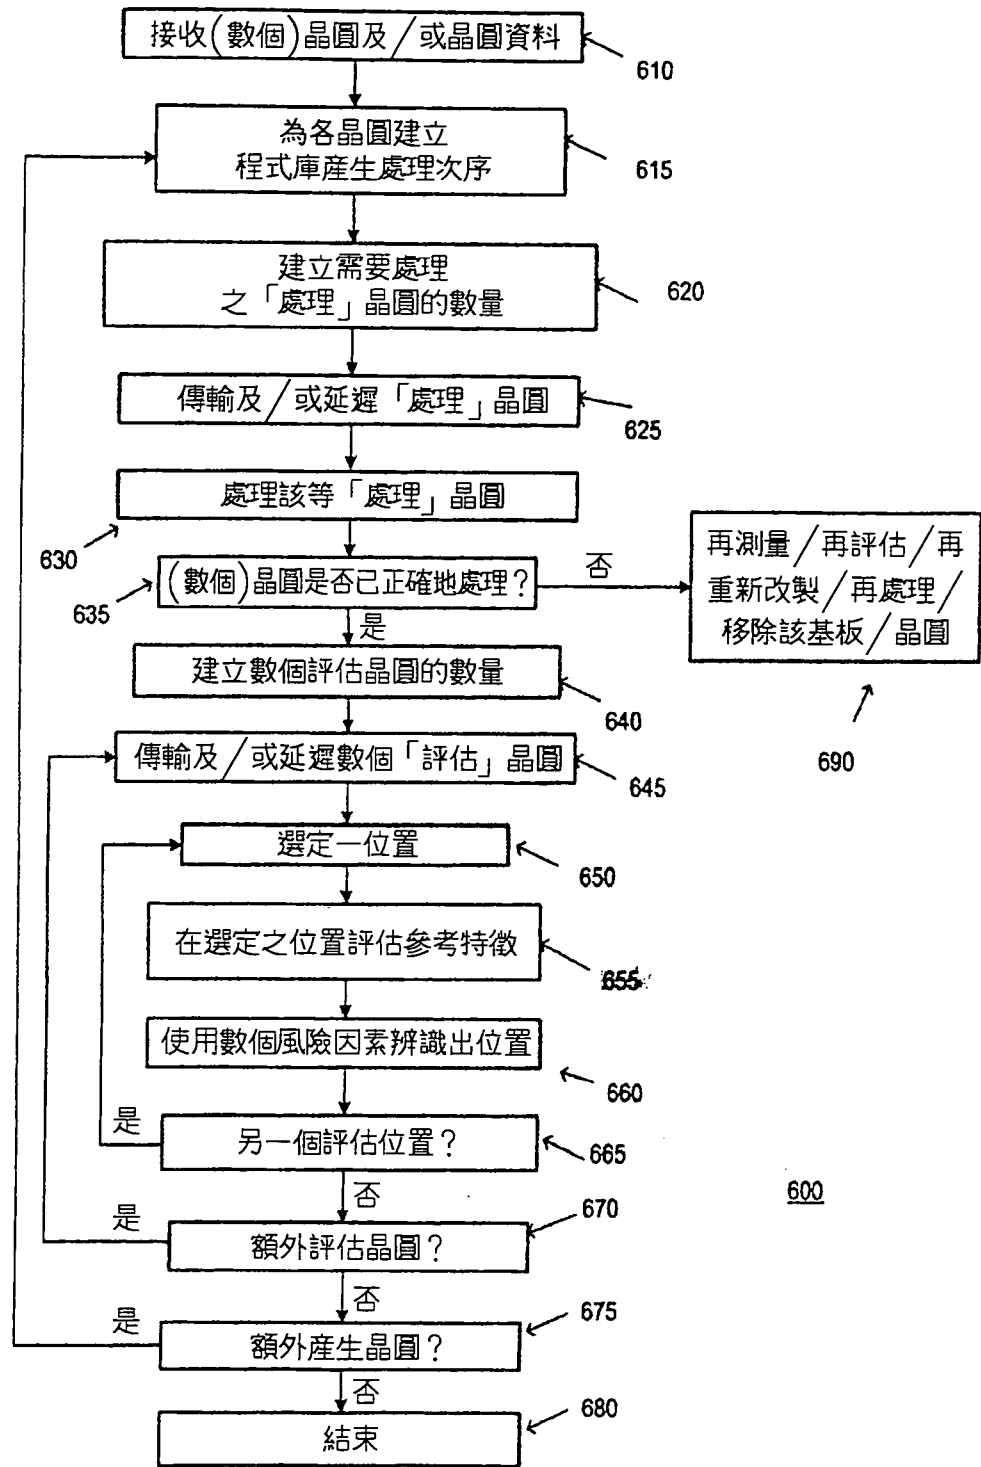 接收(數個)晶圓及/或晶圓資料
610
為各晶圓建立
程式庫產生處理次序
615
建立需要處理
之「處理」晶圓的數量
620
傳輸及/或延遲「處理」晶圓
625
處理該等「處理」晶圓
630
(數個)晶圓是否已正確地處理?
635
否
再測量/再評估/再
重新改製/再處理/
移除該基板/晶圓
690
是
建立數個評估晶圓的數量
640
傳輸及/或延遲數個「評估」晶圓
645
選定一位置
650
在選定之位置評估參考特徵
655
使用數個風險因素辨識出位置
660
是
另一個評估位置?
665
600
否
是
額外評估晶圓?
670
否
是
額外產生晶圓?
675
否
結束
680